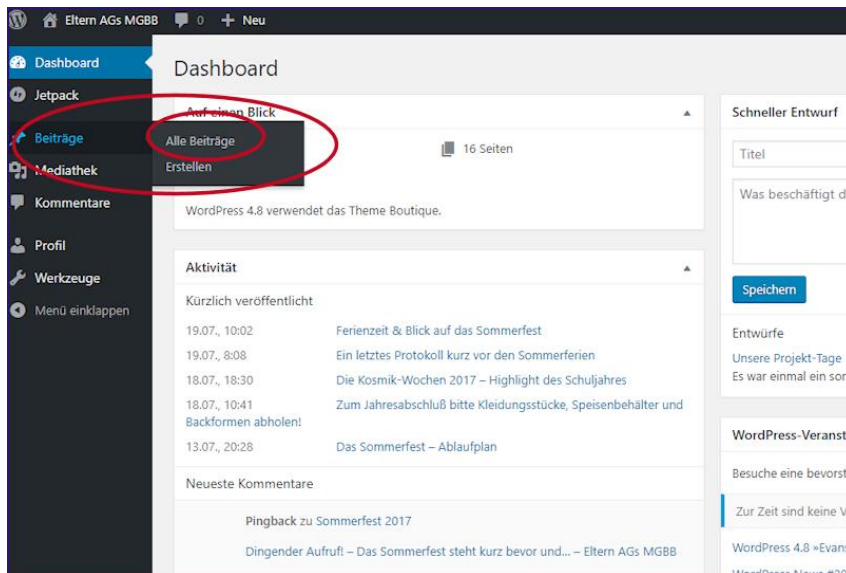 Eltern AGs MGBB 0 + Neu
Dashboard
Jetpack
Beiträge
Mediathek
Kommentare
Profil
Werkzeuge
Menü einklappen
Dashboard
Auf einen Blick
Alle Beiträge
Erstellen
16 Seiten
WordPress 4.8 verwendet das Theme Boutique.
Aktivität
Kürzlich veröffentlicht
19.07., 10:02 Ferienzeit & Blick auf das Sommerfest
19.07., 8:08 Ein letztes Protokoll kurz vor den Sommerferien
18.07., 18:30 Die Kosmik-Wochen 2017 – Highlight des Schuljahres
18.07., 10:41 Zum Jahresabschluß bitte Kleidungsstücke, Speisenbehälter und
Backformen abholen!
13.07., 20:28 Das Sommerfest – Ablaufplan
Neueste Kommentare
Pingback zu Sommerfest 2017
Dingender Aufruf! – Das Sommerfest steht kurz bevor und... – Eltern AGs MGBB
Schneller Entwurf
Titel
Was beschäftigt d
Speichern
Entwürfe
Unsere Projekt-Tage
Es war einmal ein sor
WordPress-Veranst
Besuche eine bevorst
Zur Zeit sind keine V
WordPress 4.8 »Evans